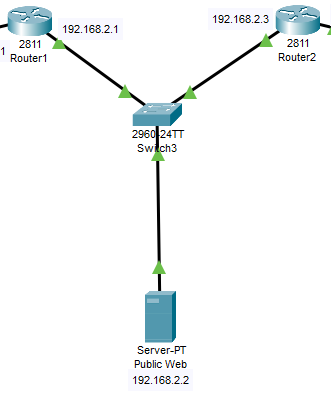 192.168.2.1
192.168.2.3
2811
Router1
1
2811
Router2
2960-24TT
Switch3
Server-PT
Public Web
192.168.2.2